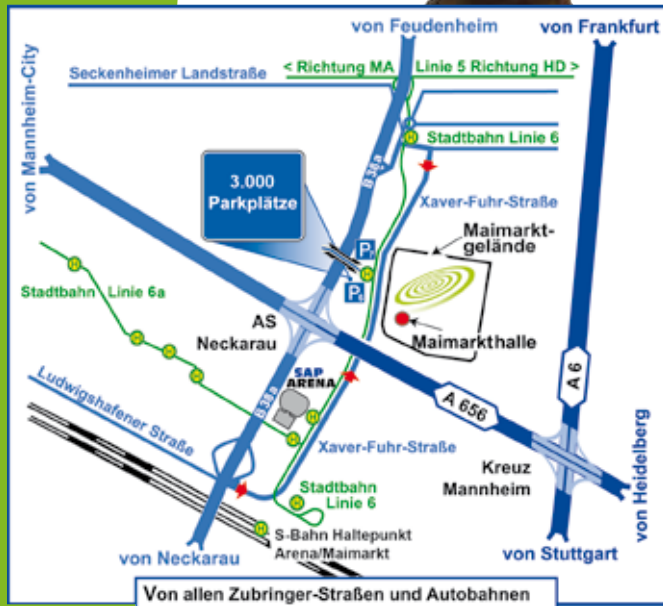 von Feudenheim
von Frankfurt
< Richtung MA
Linie 5 Richtung HD >
Seckenheimer Landstraße
von Mannheim-City
Stadtbahn Linie 6
B 38a
3.000
Parkplätze
Xaver-Fuhr-Straße
Maimarkt-
gelände
P
P
H
H
H
Stadtbahn
Linie 6a
AS
Neckarau
Maimarkthalle
H
H
H
A 6
SAP
ARENA
Ludwigshafener Straße
B 38a
A 656
H
H
Xaver-Fuhr-Straße
Kreuz
Mannheim
von Heidelberg
Stadtbahn
Linie 6
H
H
S-Bahn Haltepunkt
Arena/Maimarkt
von Neckarau
von Stuttgart
Von allen Zubringer-Straßen und Autobahnen